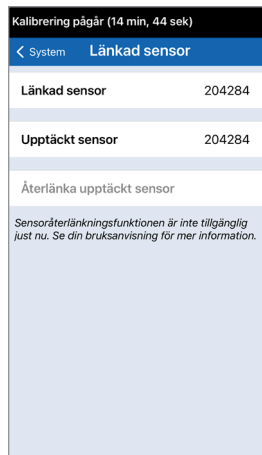 Kalibrering pågår (14 min, 44 sek)
System Länkad sensor
Länkad sensor 204284
Upptäckt sensor 204284
Återlänka upptäckt sensor
Sensoråterlänkningsfunktionen är inte tillgänglig
just nu. Se din bruksanvisning för mer information.